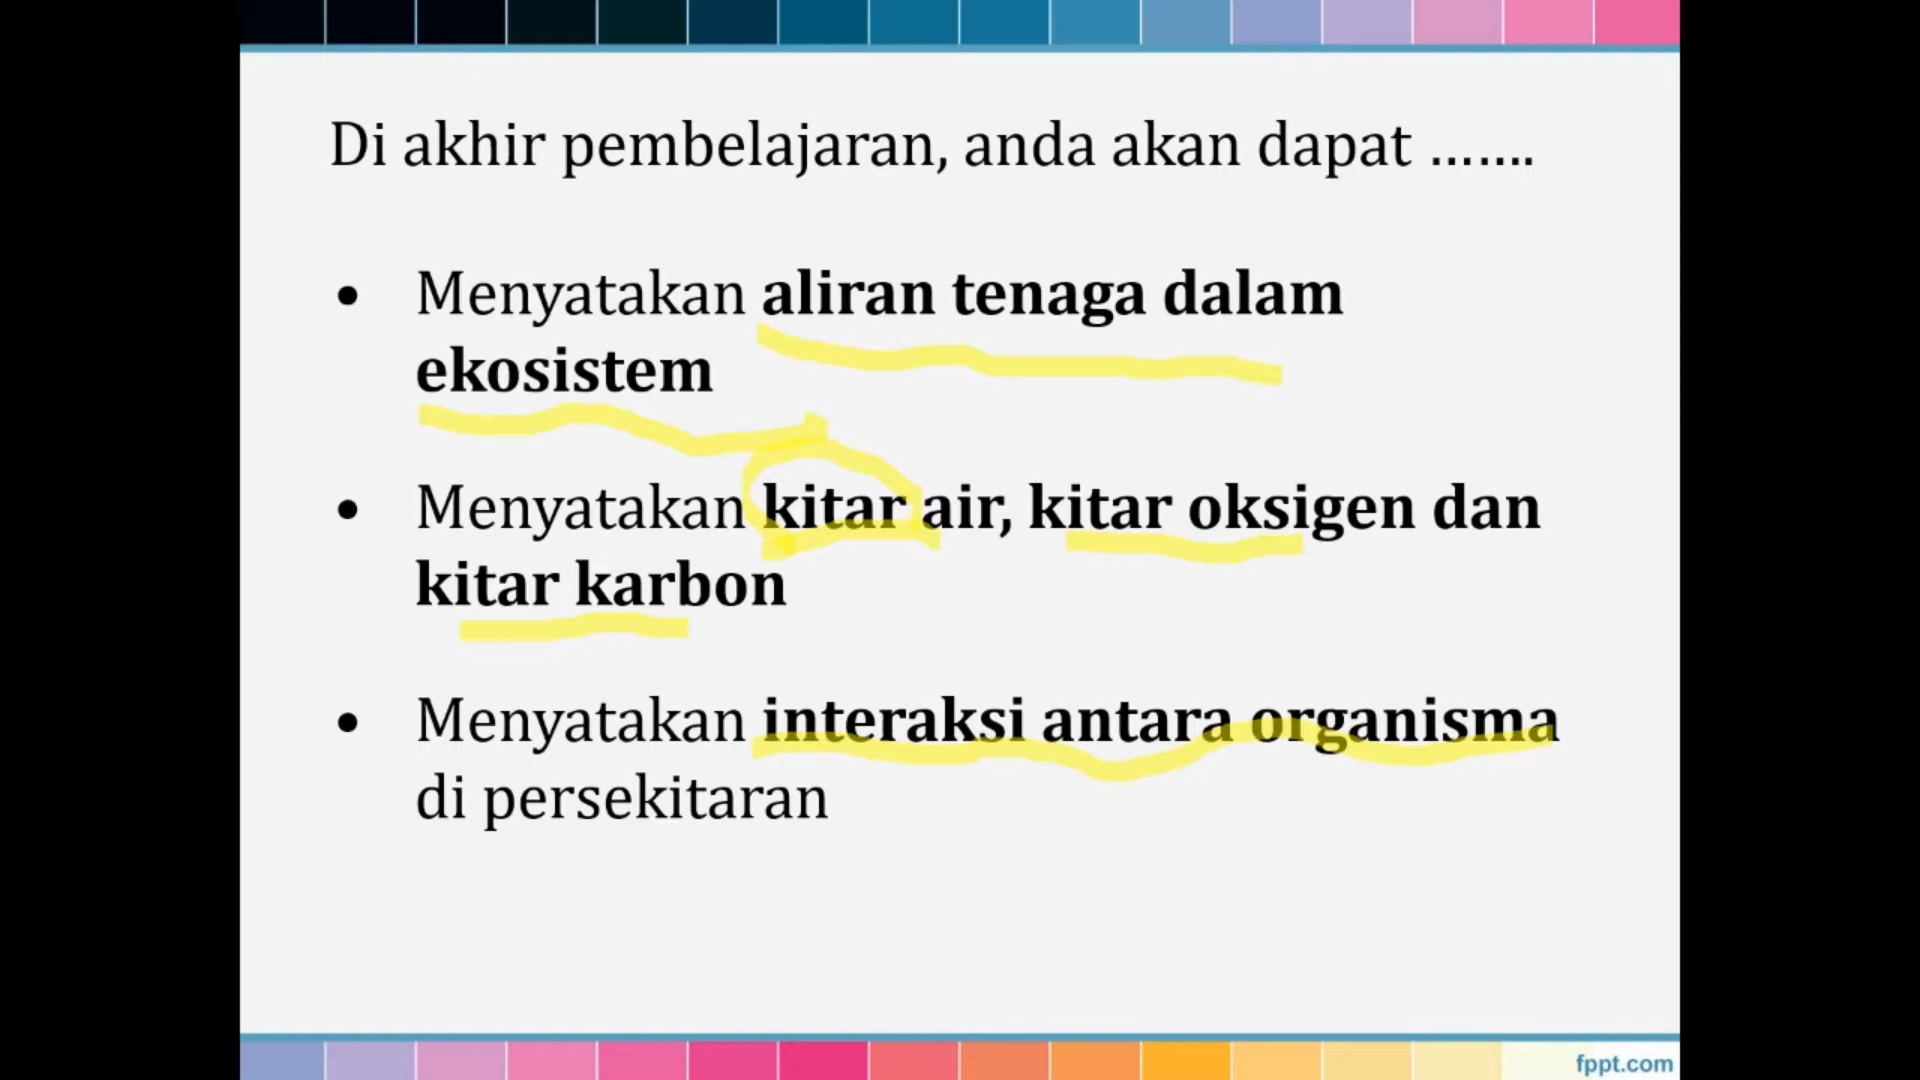 Di akhir pembelajaran, anda akan dapat .......
• Menyatakan aliran tenaga dalam
ekosistem
• Menyatakan kitar air, kitar oksigen dan
kitar karbon
• Menyatakan interaksi antara organisma
di persekitaran
fppt.com